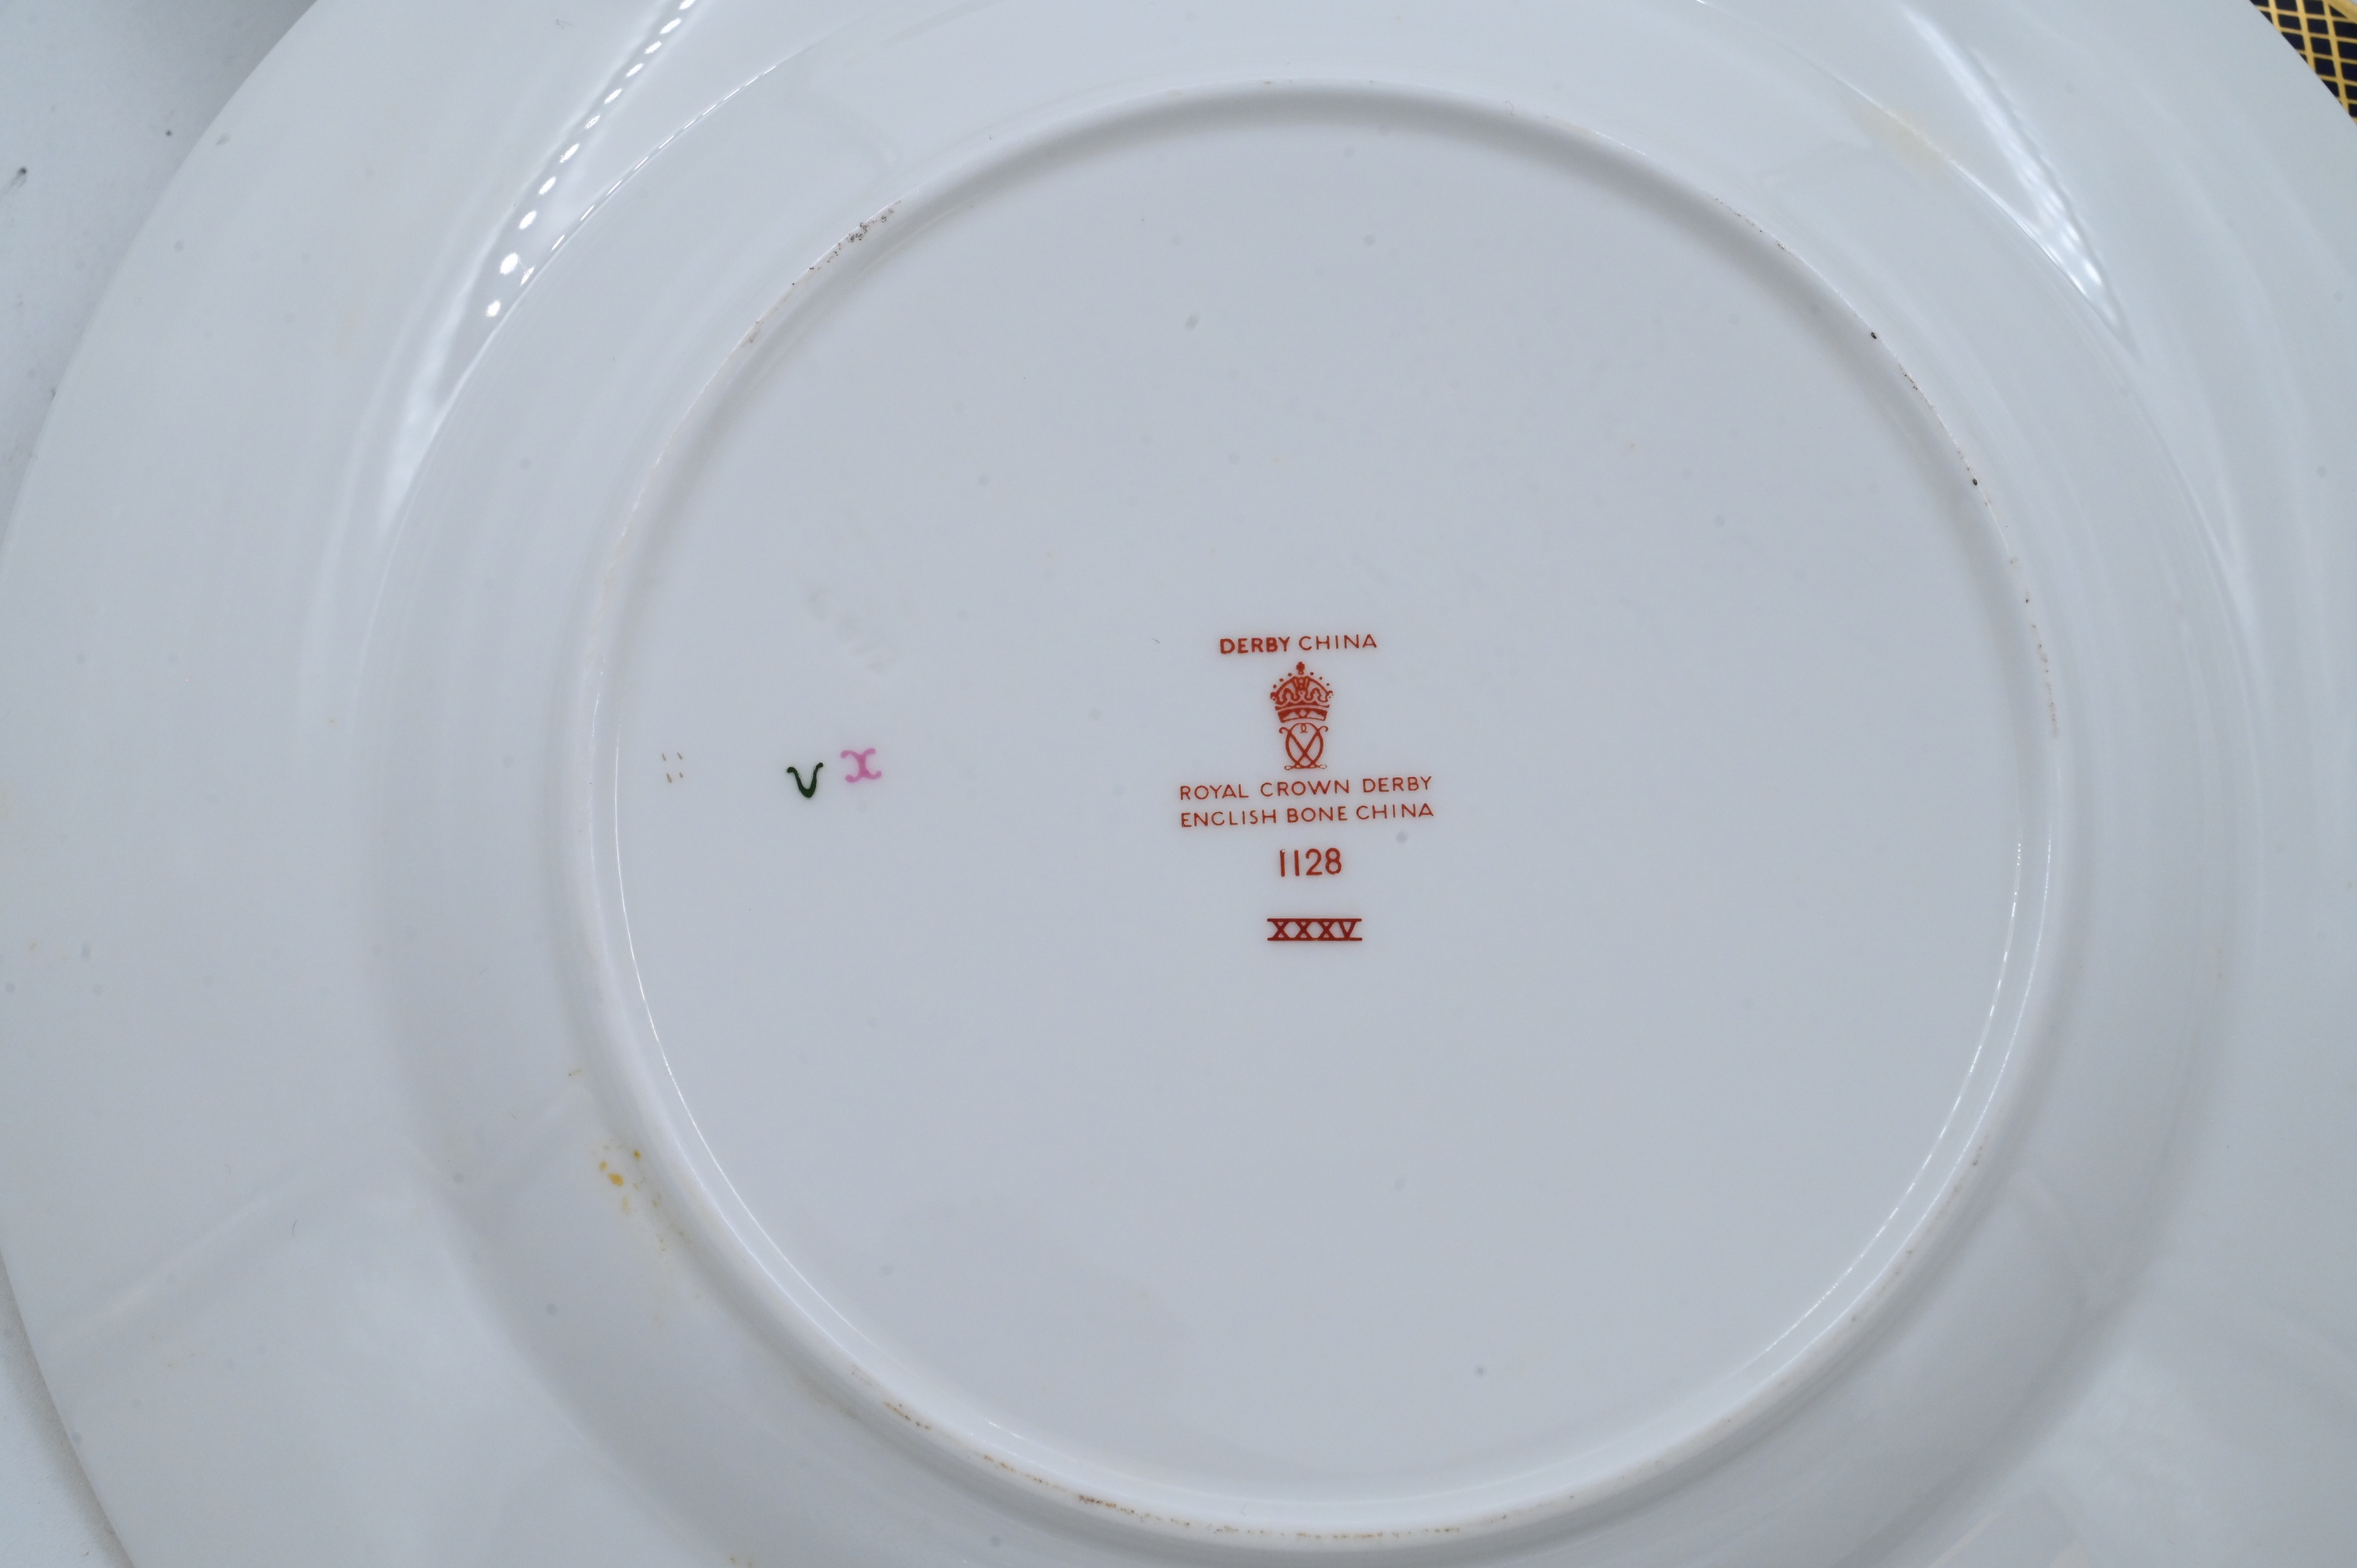 DERBY CHINA
ROYAL CROWN DERBY
ENGLISH BONE CHINA
1128
XXXV
V X